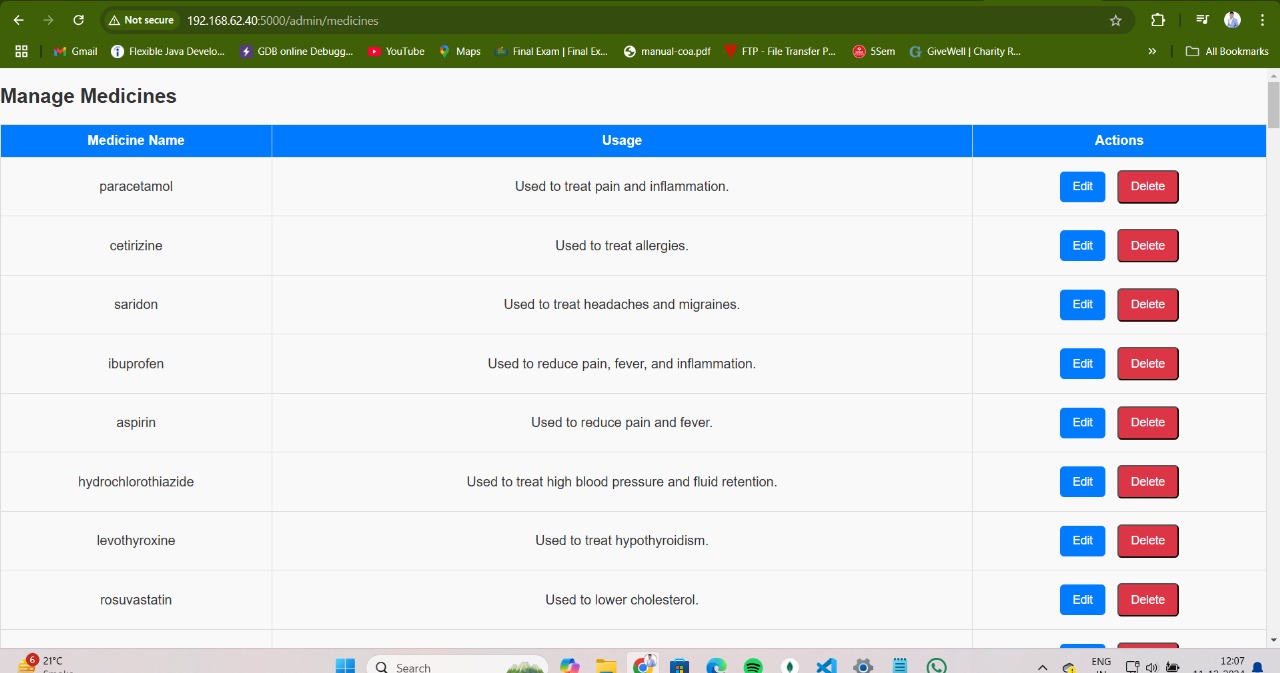 Not secure 192.168.62.40:5000/admin/medicines
Gmail Flexible Java Develo... GDB online Debugg... YouTube Maps Final Exam | Final Ex... manual-coa.pdf FTP - File Transfer P... 5Sem GiveWell | Charity R... » All Bookmarks
Manage Medicines
Medicine Name Usage Actions
paracetamol Used to treat pain and inflammation. Edit Delete
cetirizine Used to treat allergies. Edit Delete
saridon Used to treat headaches and migraines. Edit Delete
ibuprofen Used to reduce pain, fever, and inflammation. Edit Delete
aspirin Used to reduce pain and fever. Edit Delete
hydrochlorothiazide Used to treat high blood pressure and fluid retention. Edit Delete
levothyroxine Used to treat hypothyroidism. Edit Delete
rosuvastatin Used to lower cholesterol. Edit Delete
6 21°C Search ENG 12:07